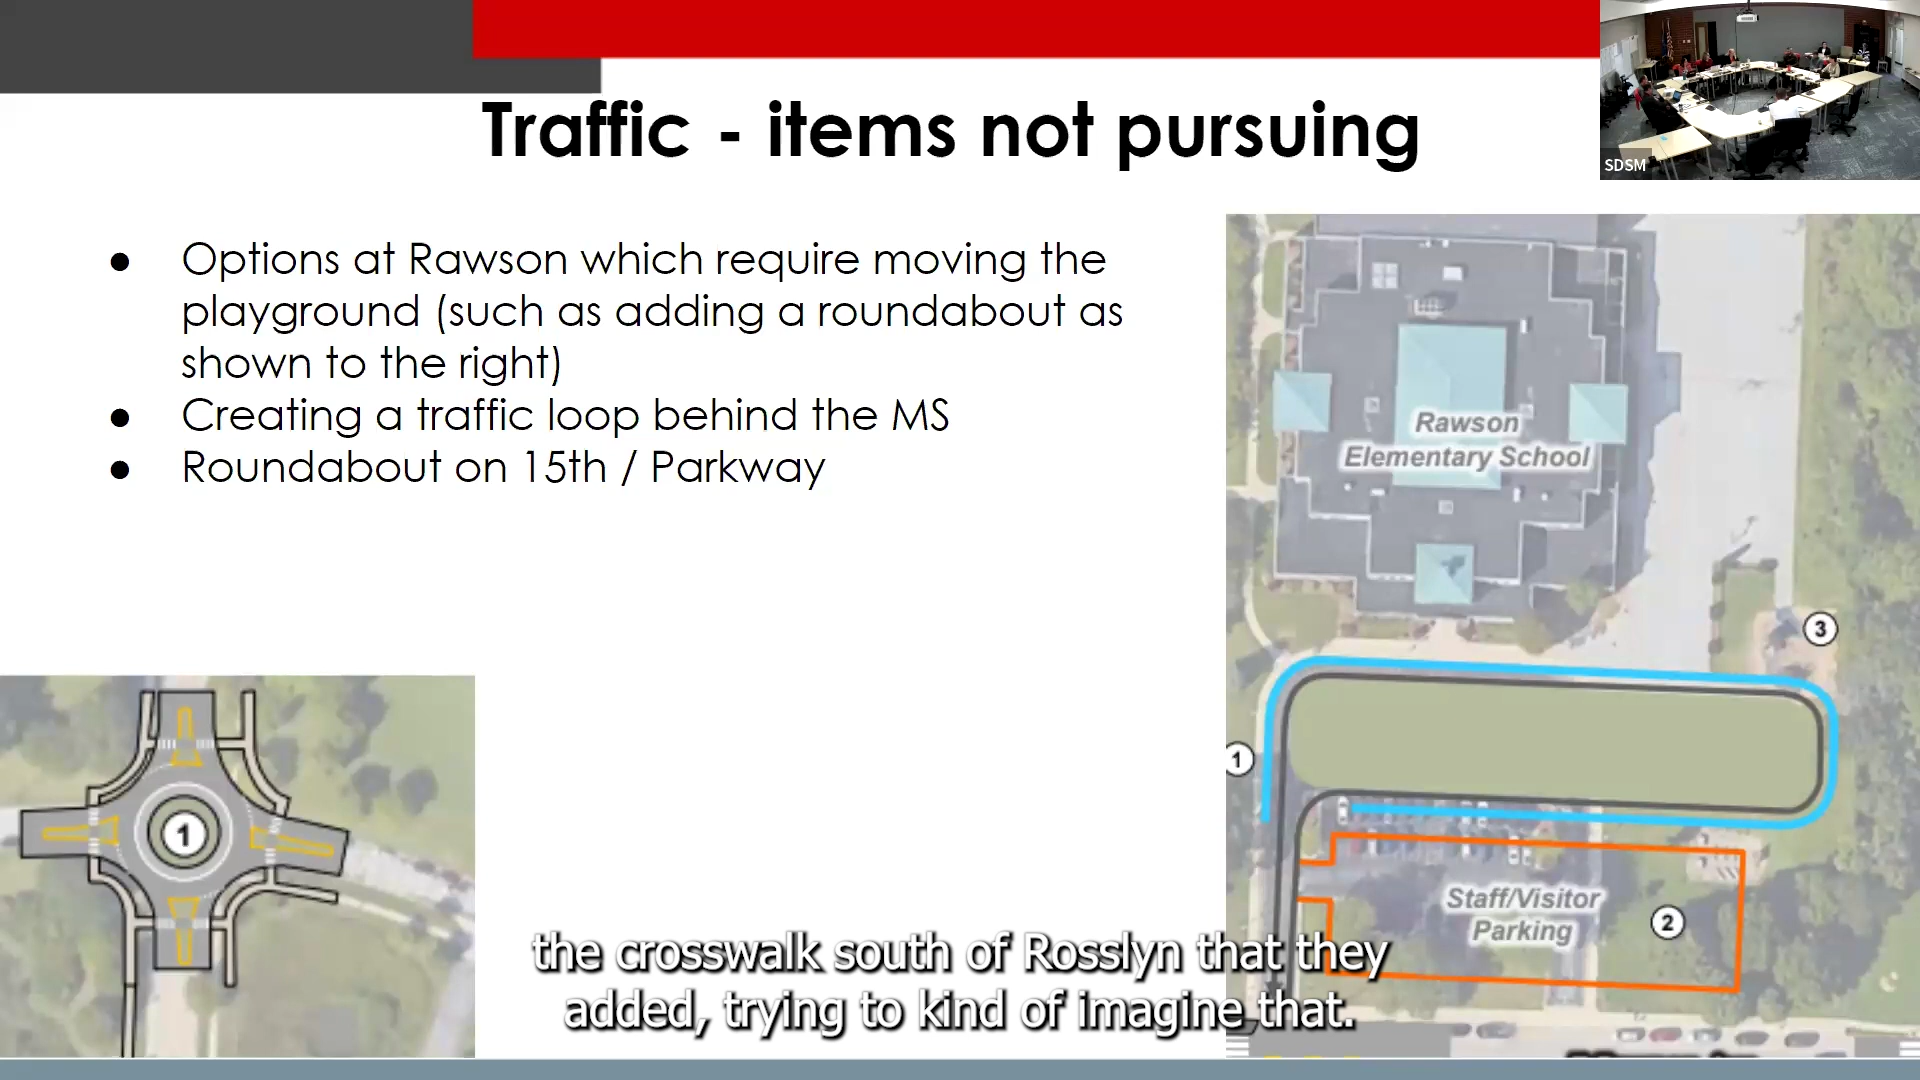 SDSM
Traffic - items not pursuing
● Options at Rawson which require moving the
playground (such as adding a roundabout as
shown to the right)
● Creating a traffic loop behind the MS
● Roundabout on 15th / Parkway
Rawson
Elementary School
3
1
Staff/Visitor
Parking
2
1
the crosswalk south of Rosslyn that they
added, trying to kind of imagine that.